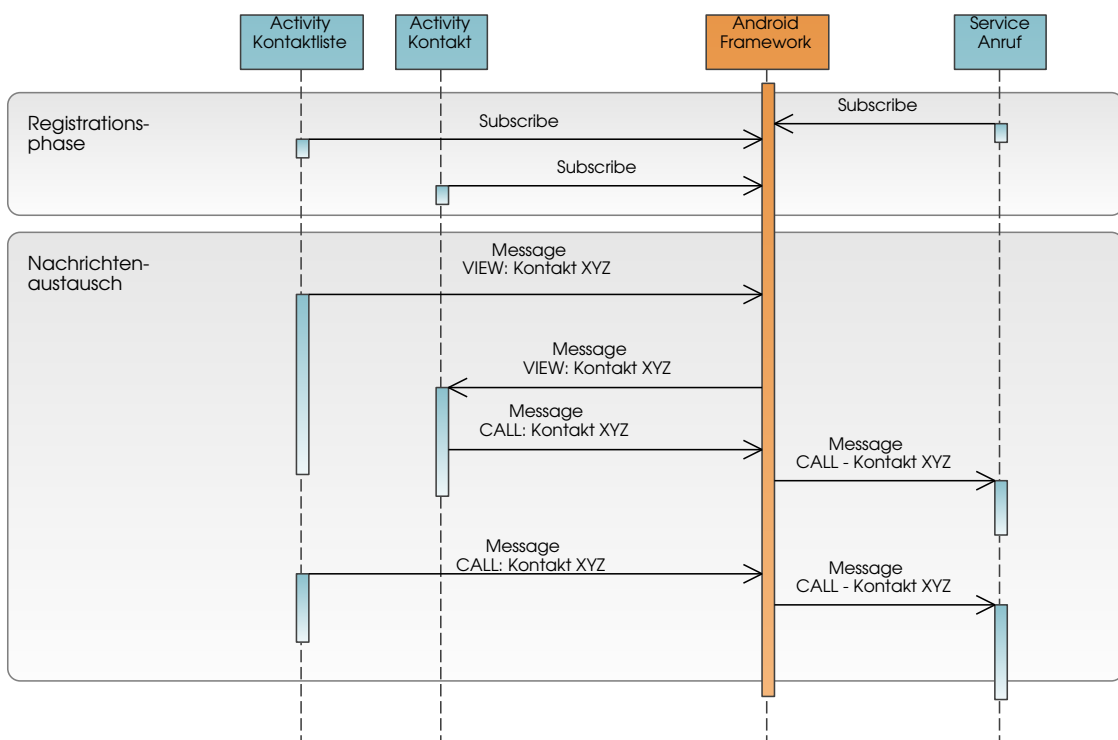 Activity
Kontaktliste
Activity
Kontakt
Android
Framework
Service
Anruf
Registrations-
phase
Subscribe
Subscribe
Subscribe
Nachrichten-
austausch
Message
VIEW: Kontakt XYZ
Message
VIEW: Kontakt XYZ
Message
CALL: Kontakt XYZ
Message
CALL - Kontakt XYZ
Message
CALL: Kontakt XYZ
Message
CALL - Kontakt XYZ